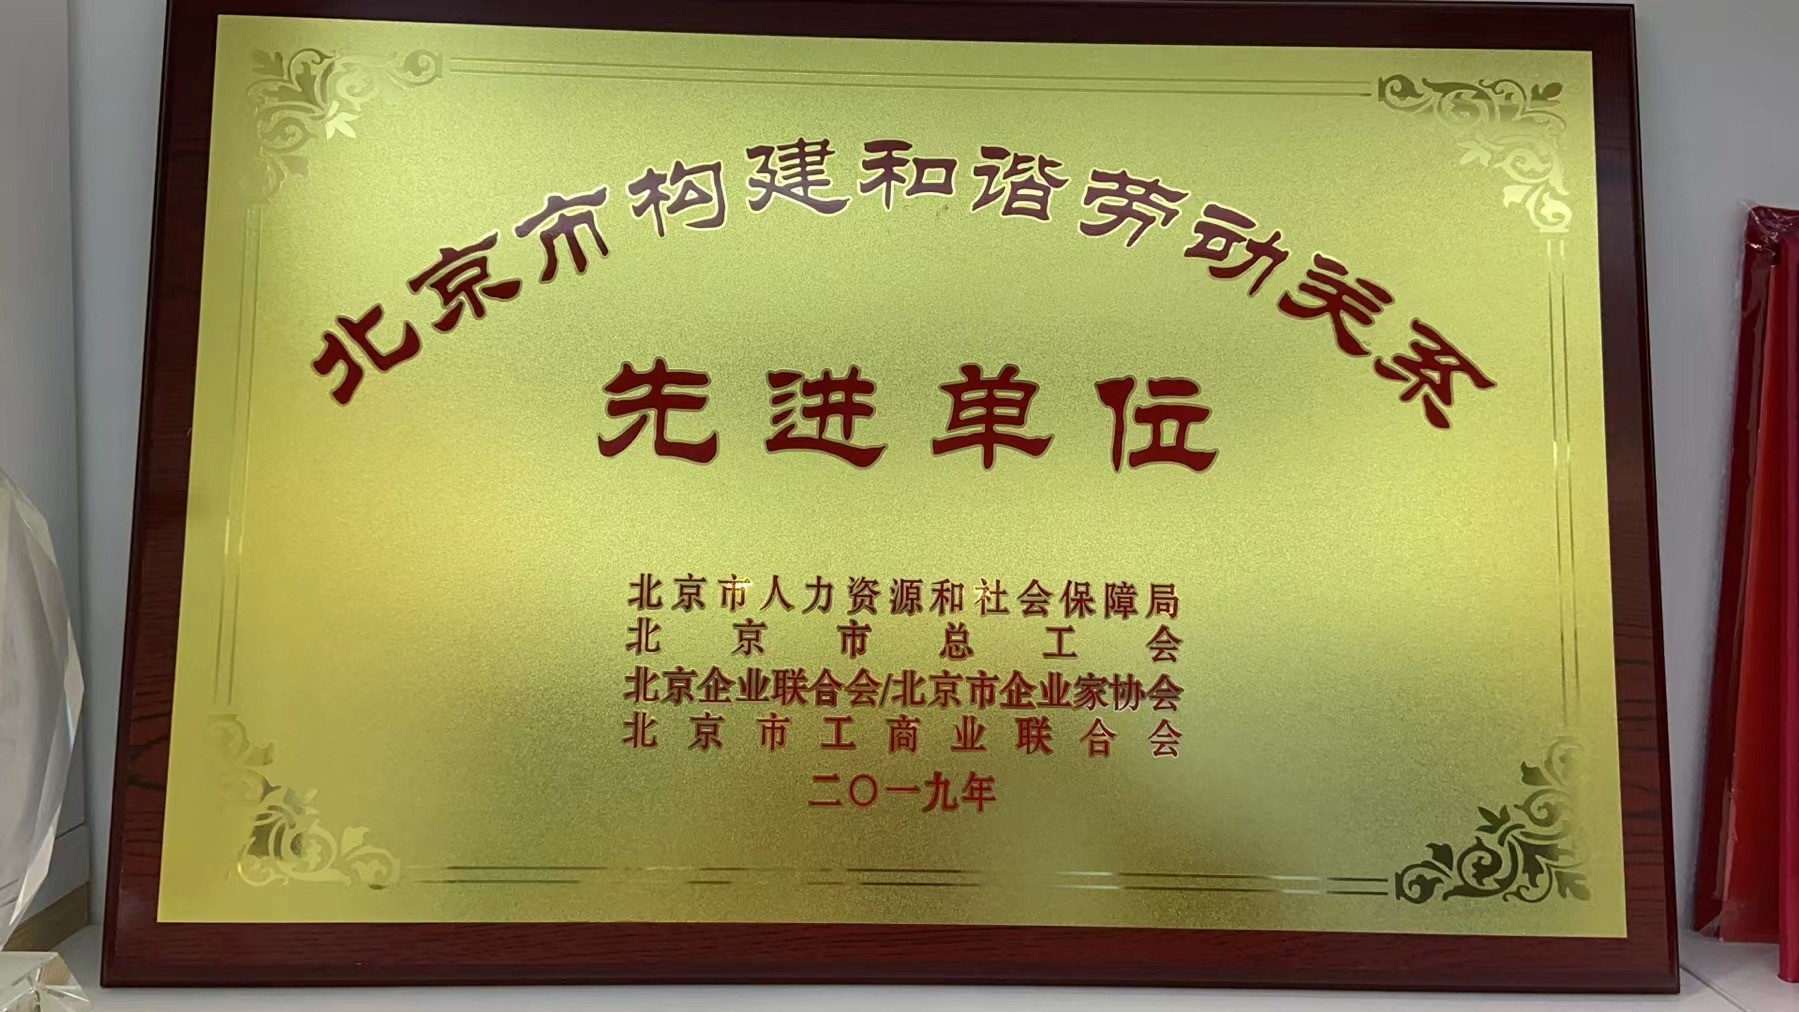 北京市构建和谐劳动关系
先进单位
北京市人力资源和社会保障局
北京市总工会
北京企业联合会/北京市企业家协会
北京市工商业联合会
二〇一九年